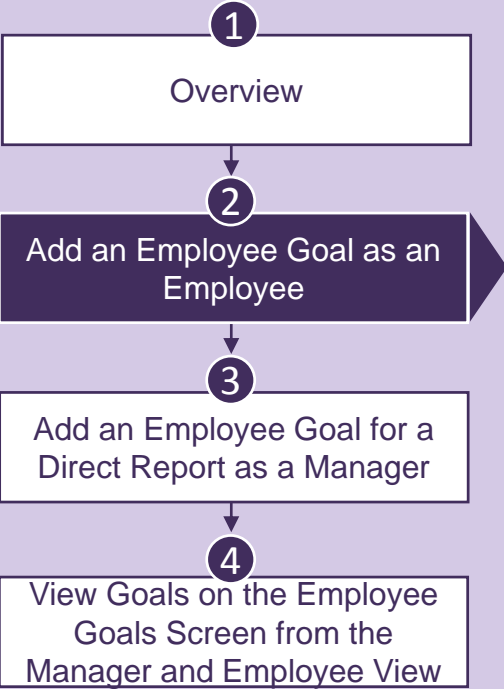 1
Overview
2
Add an Employee Goal as an
Employee
3
Add an Employee Goal for a
Direct Report as a Manager
4
View Goals on the Employee
Goals Screen from the
Manager and Employee View